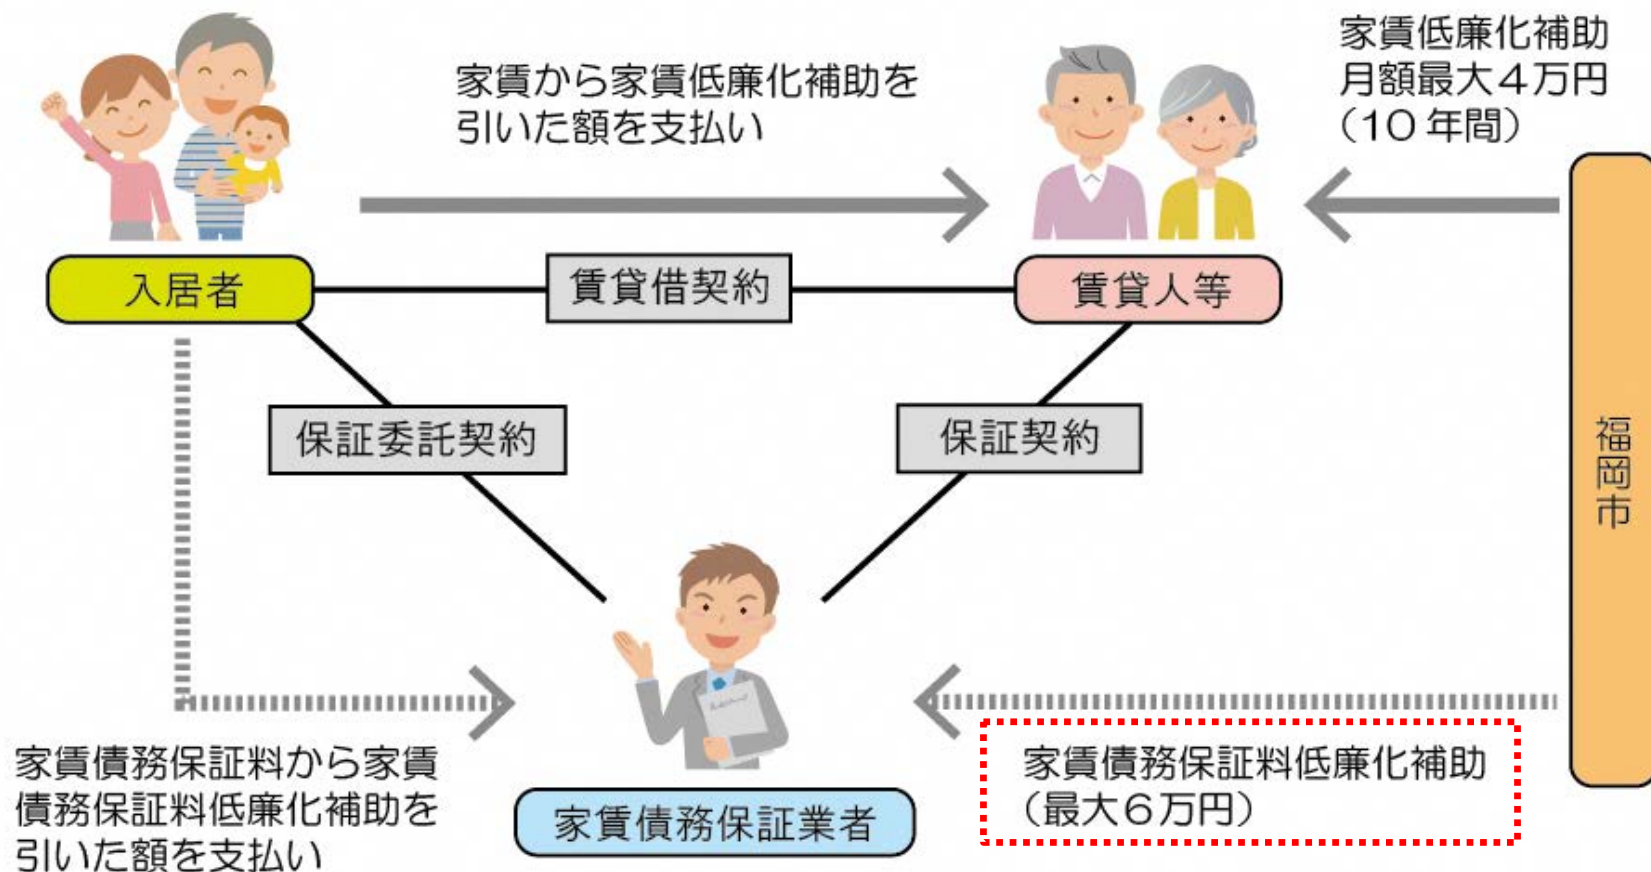 家賃から家賃低廉化補助を
引いた額を支払い
家賃低廉化補助
月額最大4万円
（10年間）
入居者
賃貸借契約
賃貸人等
保証委託契約
保証契約
福岡市
家賃債務保証料から家賃
債務保証料低廉化補助を
引いた額を支払い
家賃債務保証業者
家賃債務保証料低廉化補助
（最大6万円）